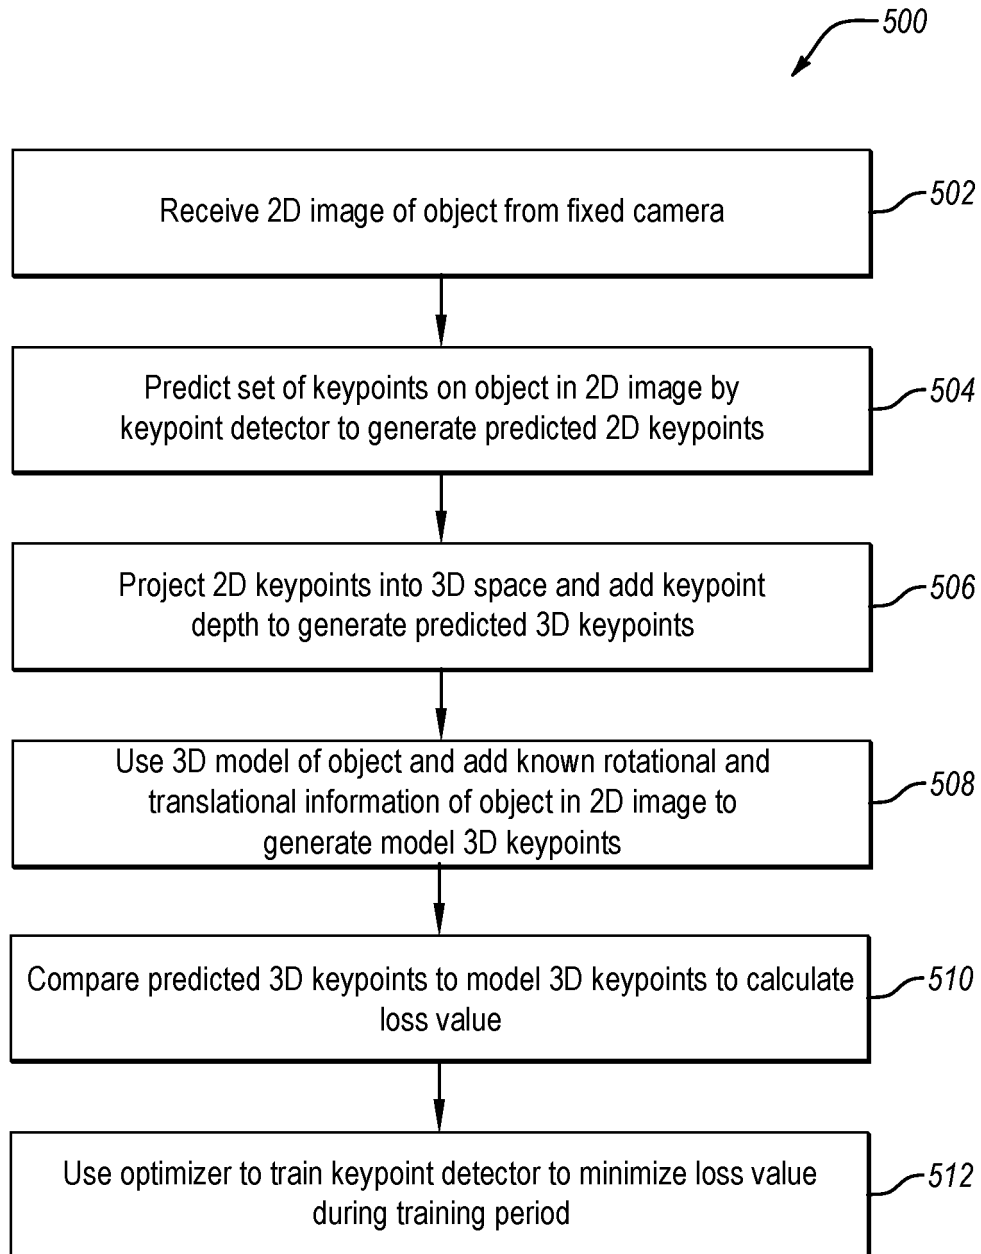 500
Receive 2D image of object from fixed camera
502
Predict set of keypoints on object in 2D image by
keypoint detector to generate predicted 2D keypoints
504
Project 2D keypoints into 3D space and add keypoint
depth to generate predicted 3D keypoints
506
Use 3D model of object and add known rotational and
translational information of object in 2D image to
generate model 3D keypoints
508
Compare predicted 3D keypoints to model 3D keypoints to calculate
loss value
510
Use optimizer to train keypoint detector to minimize loss value
during training period
512